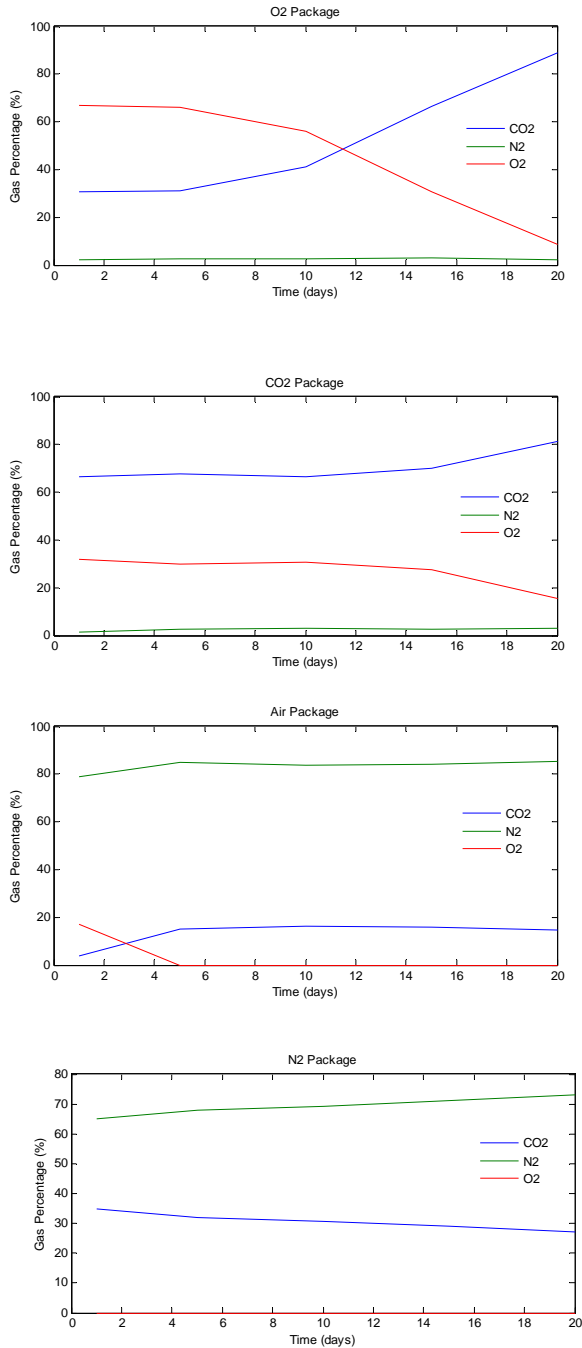 O2 Package
100
80
60
40
20
0
Gas Percentage (%)
CO2
N2
O2
0 2 4 6 8 10 12 14 16 18 20
Time (days)
CO2 Package
100
80
60
40
20
0
Gas Percentage (%)
CO2
N2
O2
0 2 4 6 8 10 12 14 16 18 20
Time (days)
Air Package
100
80
60
40
20
0
Gas Percentage (%)
CO2
N2
O2
0 2 4 6 8 10 12 14 16 18 20
Time (days)
N2 Package
80
70
60
50
40
30
20
10
0
Gas Percentage (%)
CO2
N2
O2
0 2 4 6 8 10 12 14 16 18 20
Time (days)